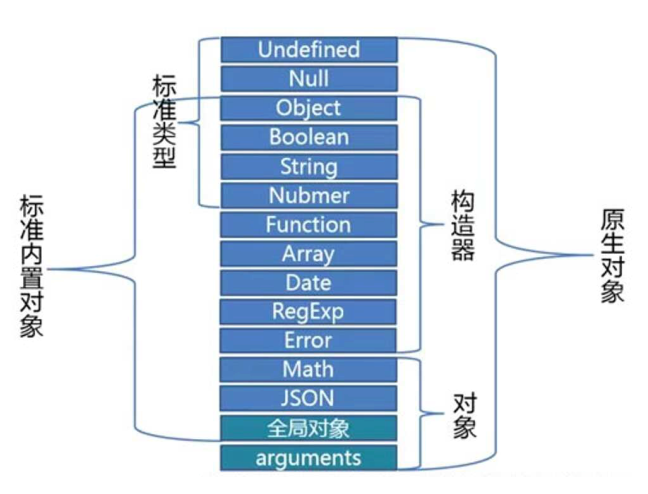 标准内置对象
标准类型
Undefined
Null
Object
Boolean
String
Nubmer
Function
Array
Date
RegExp
Error
Math
JSON
全局对象
arguments
构造器
对象
原生对象